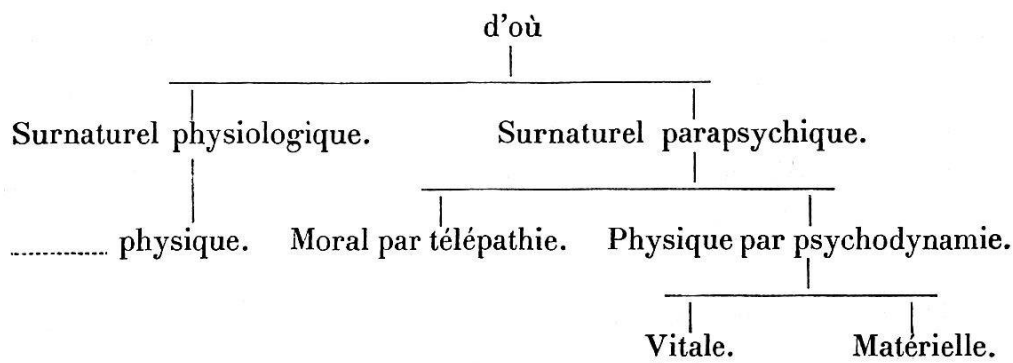 d'où
Surnaturel physiologique. Surnaturel parapsychique.
............... physique. Moral par télépathie. Physique par psychodynamie.
Vitale. Matérielle.